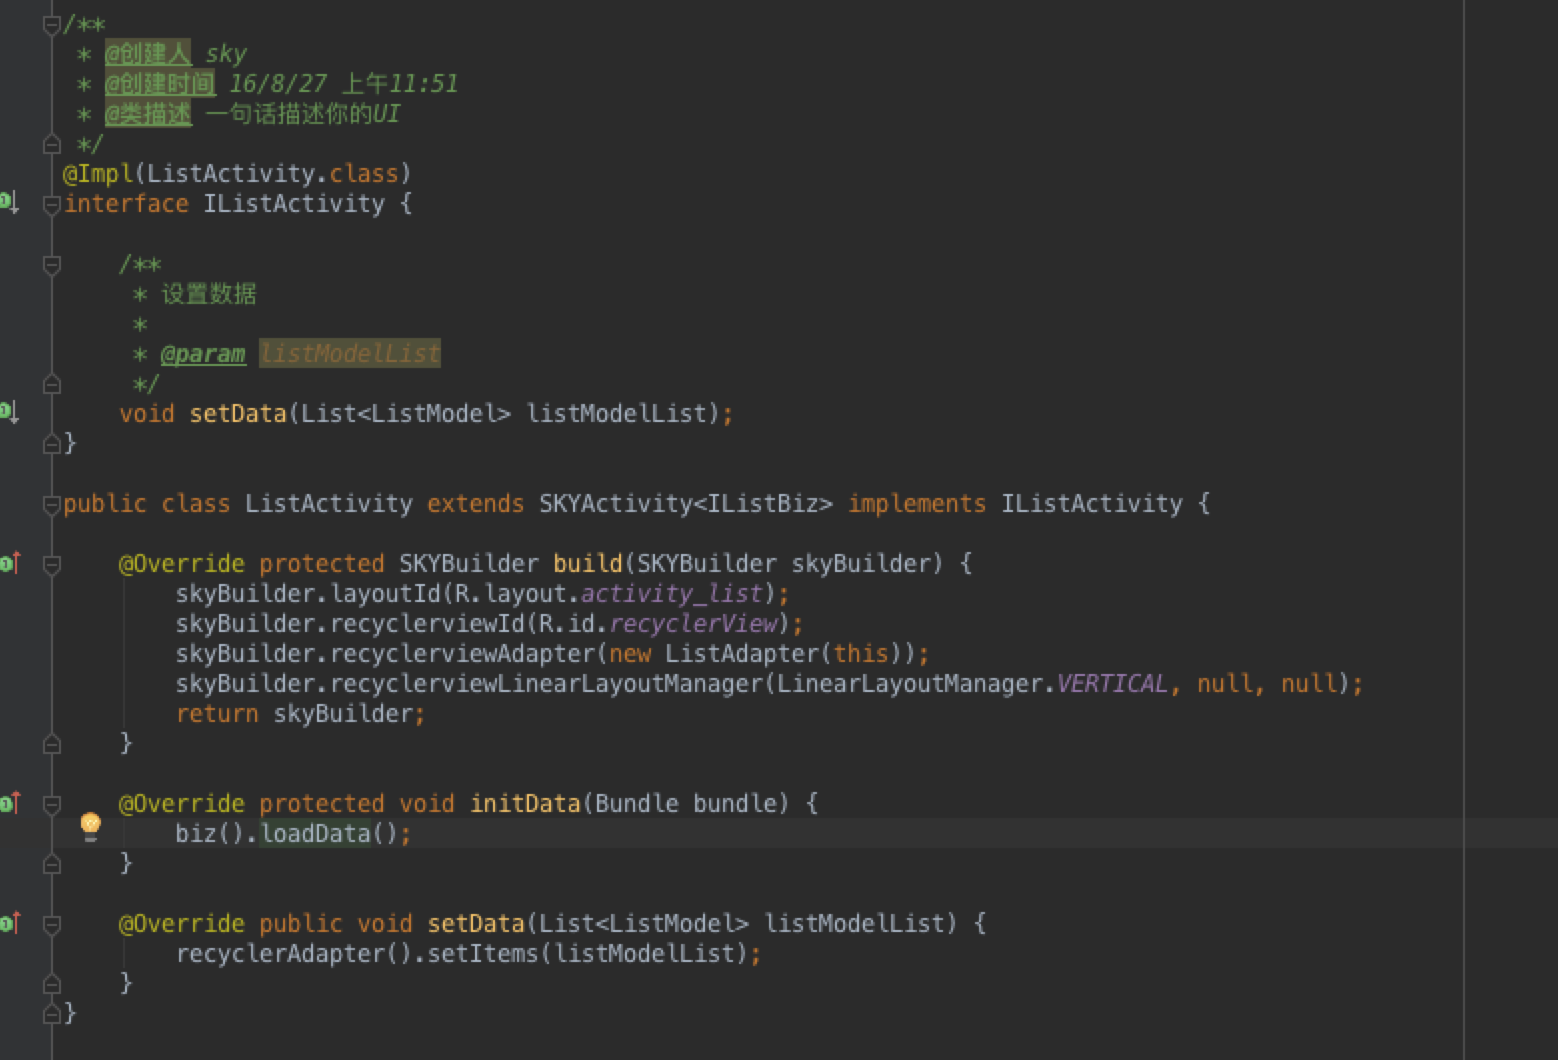 /**
 * @创建人 sky
 * @创建时间 16/8/27 上午11:51
 * @类描述 一句话描述你的UI
 */
@Impl(ListActivity.class)
interface IListActivity {

    /**
     * 设置数据
     *
     * @param listModelList
     */
    void setData(List<ListModel> listModelList);
}

public class ListActivity extends SKYActivity<IListBiz> implements IListActivity {

    @Override protected SKYBuilder build(SKYBuilder skyBuilder) {
        skyBuilder.layoutId(R.layout.activity_list);
        skyBuilder.recyclerviewId(R.id.recyclerView);
        skyBuilder.recyclerviewAdapter(new ListAdapter(this));
        skyBuilder.recyclerviewLinearLayoutManager(LinearLayoutManager.VERTICAL, null, null);
        return skyBuilder;
    }

    @Override protected void initData(Bundle bundle) {
        biz().loadData();
    }

    @Override public void setData(List<ListModel> listModelList) {
        recyclerAdapter().setItems(listModelList);
    }
}